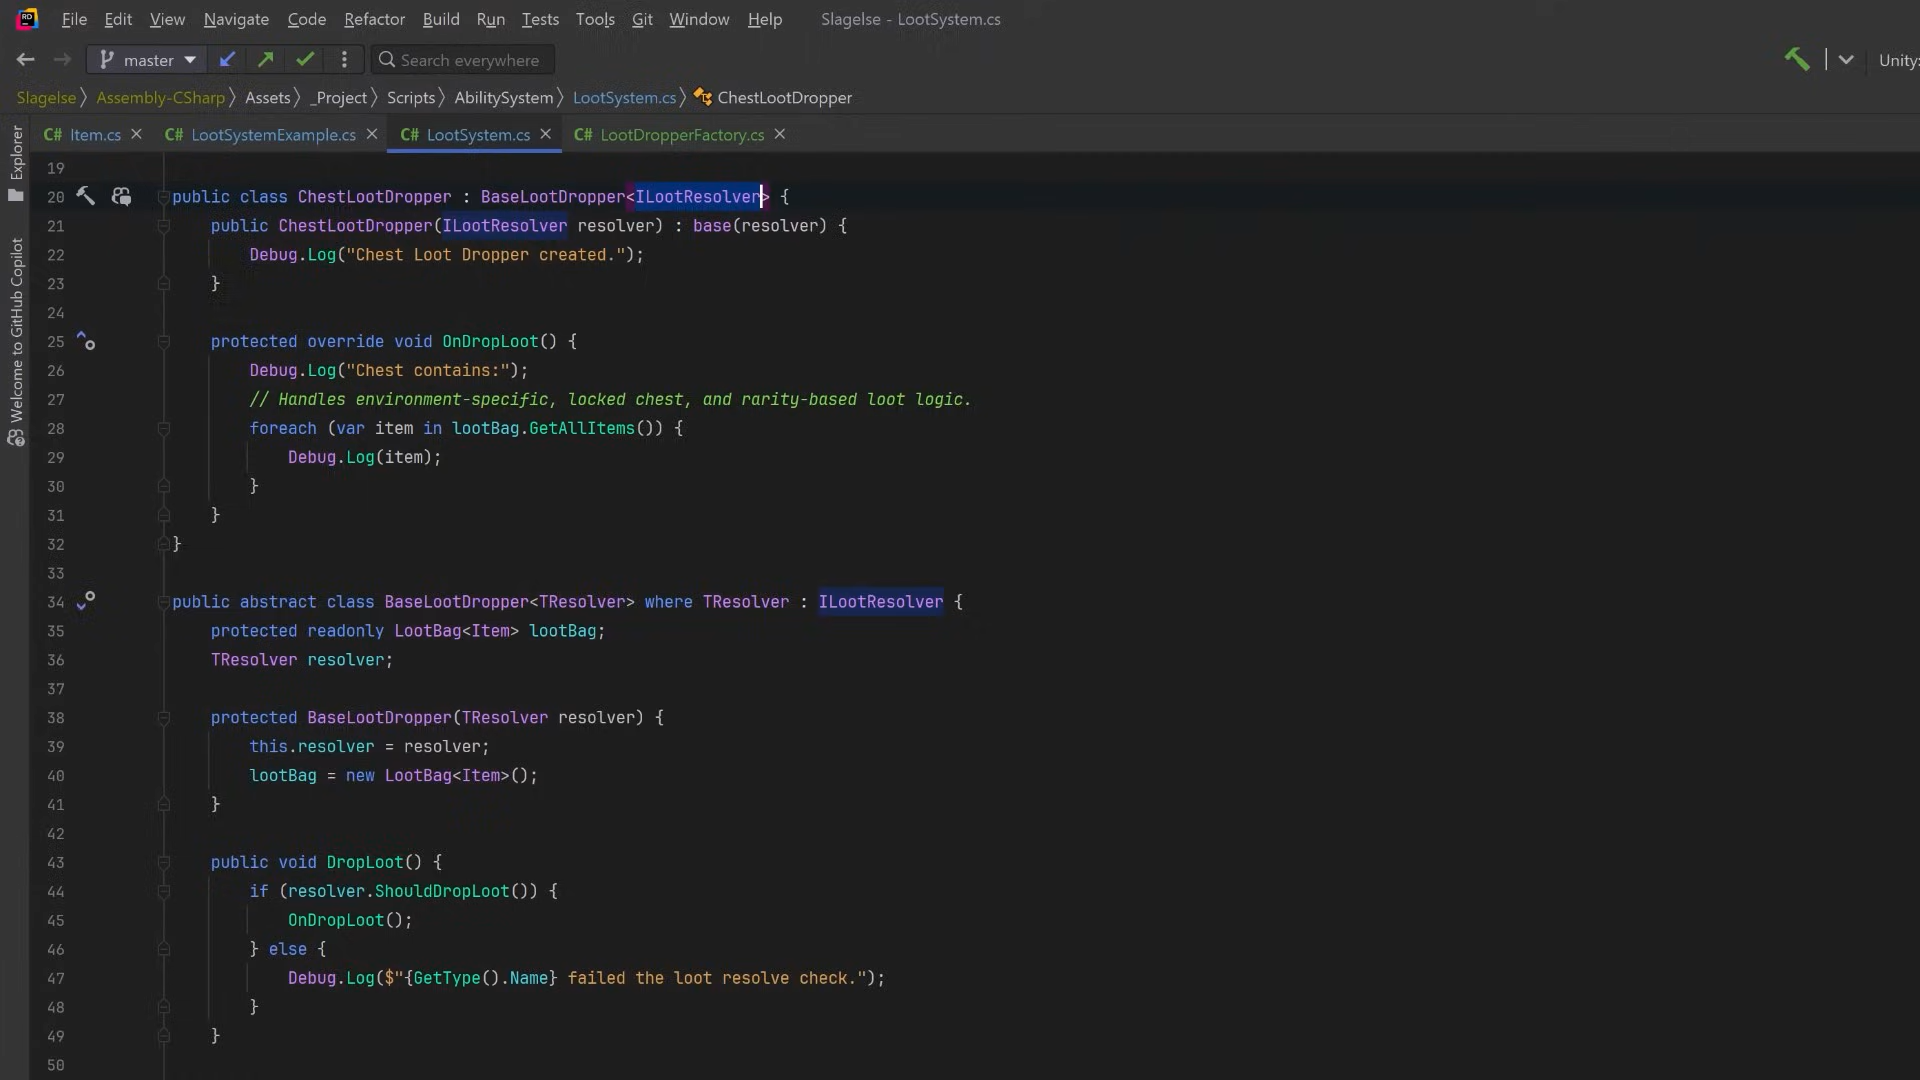 RD File Edit View Navigate Code Refactor Build Run Tests Tools Git Window Help Slagelse - LootSystem.cs
master Search everywhere Unity:
Slagelse Assembly-CSharp Assets _Project Scripts AbilitySystem LootSystem.cs ChestLootDropper
C# Item.cs C# LootSystemExample.cs C# LootSystem.cs C# LootDropperFactory.cs
Explorer
Welcome to GitHub Copilot
19
20 public class ChestLootDropper : BaseLootDropper<ILootResolver> {
21 public ChestLootDropper(ILootResolver resolver) : base(resolver) {
22 Debug.Log("Chest Loot Dropper created.");
23 }
24
25 protected override void OnDropLoot() {
26 Debug.Log("Chest contains:");
27 // Handles environment-specific, locked chest, and rarity-based loot logic.
28 foreach (var item in lootBag.GetAllItems()) {
29 Debug.Log(item);
30 }
31 }
32 }
33
34 public abstract class BaseLootDropper<TResolver> where TResolver : ILootResolver {
35 protected readonly LootBag<Item> lootBag;
36 TResolver resolver;
37
38 protected BaseLootDropper(TResolver resolver) {
39 this.resolver = resolver;
40 lootBag = new LootBag<Item>();
41 }
42
43 public void DropLoot() {
44 if (resolver.ShouldDropLoot()) {
45 OnDropLoot();
46 } else {
47 Debug.Log($"{GetType().Name} failed the loot resolve check.");
48 }
49 }
50